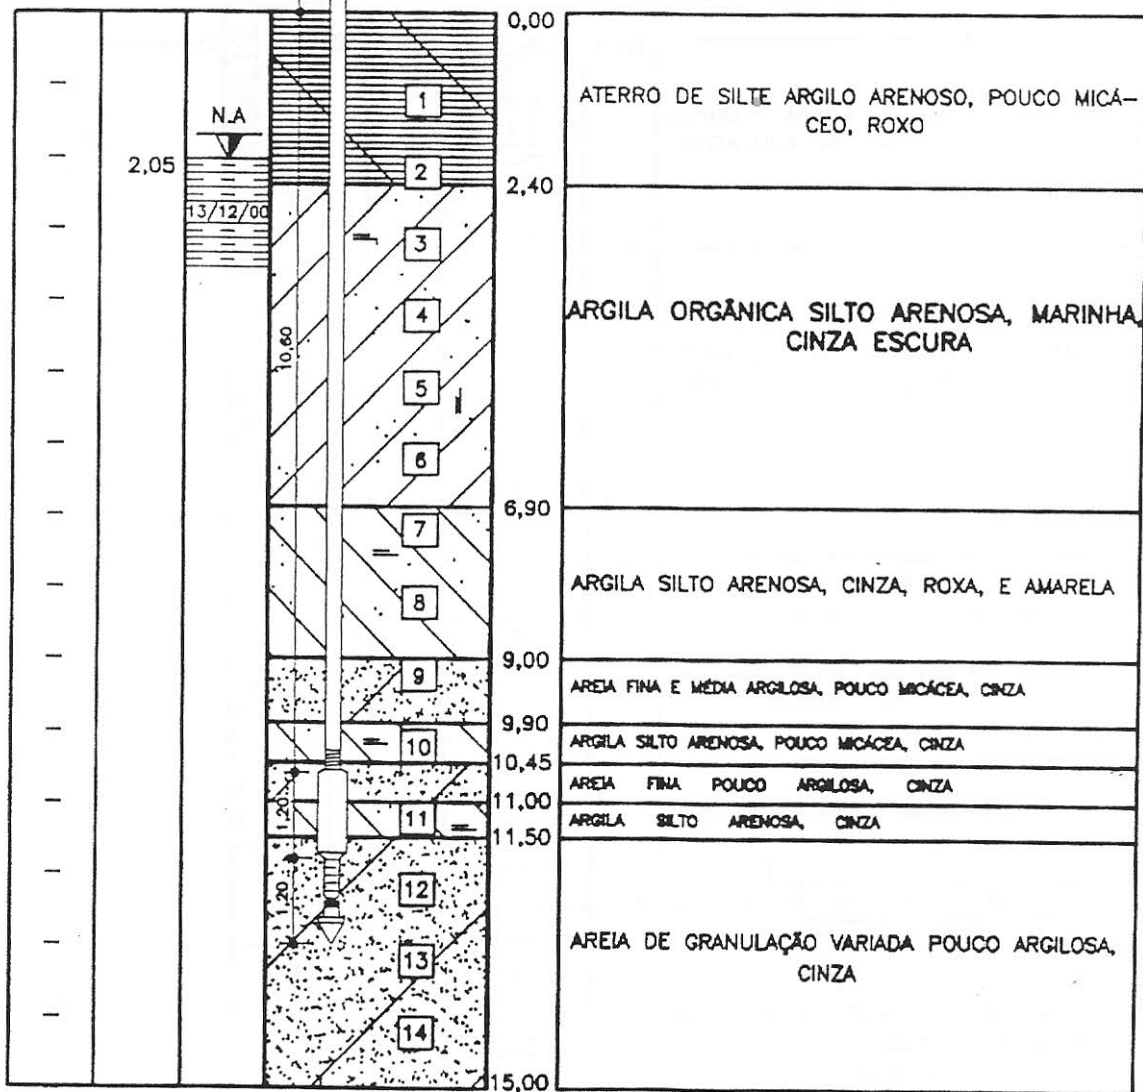 0,00
ATERRO DE SILTE ARGILO ARENOSO, POUCO MICÁ-
CEO, ROXO
1
N.A
2,05
2
2,40
13/12/00
3
4
ARGILA ORGÂNICA SILTO ARENOSA, MARINHA,
CINZA ESCURA
10,60
5
6
6,90
7
ARGILA SILTO ARENOSA, CINZA, ROXA, E AMARELA
8
9,00
9
AREIA FINA E MÉDIA ARGILOSA, POUCO MICÁCEA, CINZA
9,90
10
ARGILA SILTO ARENOSA, POUCO MICÁCEA, CINZA
10,45
AREIA FINA POUCO ARGILOSA, CINZA
11,00
1,20
11
ARGILA SILTO ARENOSA, CINZA
11,50
12
1,20
AREIA DE GRANULAÇÃO VARIADA POUCO ARGILOSA,
CINZA
13
14
15,00